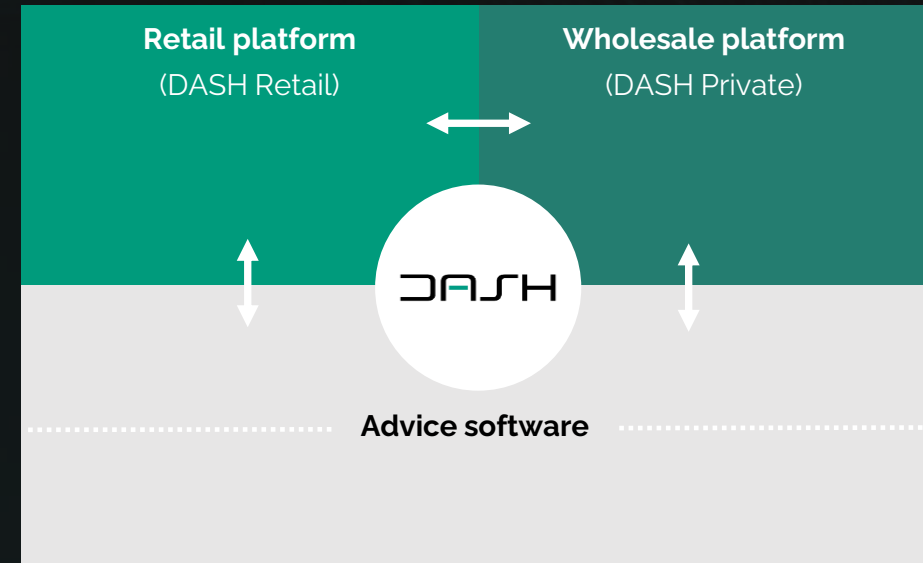 Retail platform
(DASH Retail)
Wholesale platform
(DASH Private)
DASH
Advice software